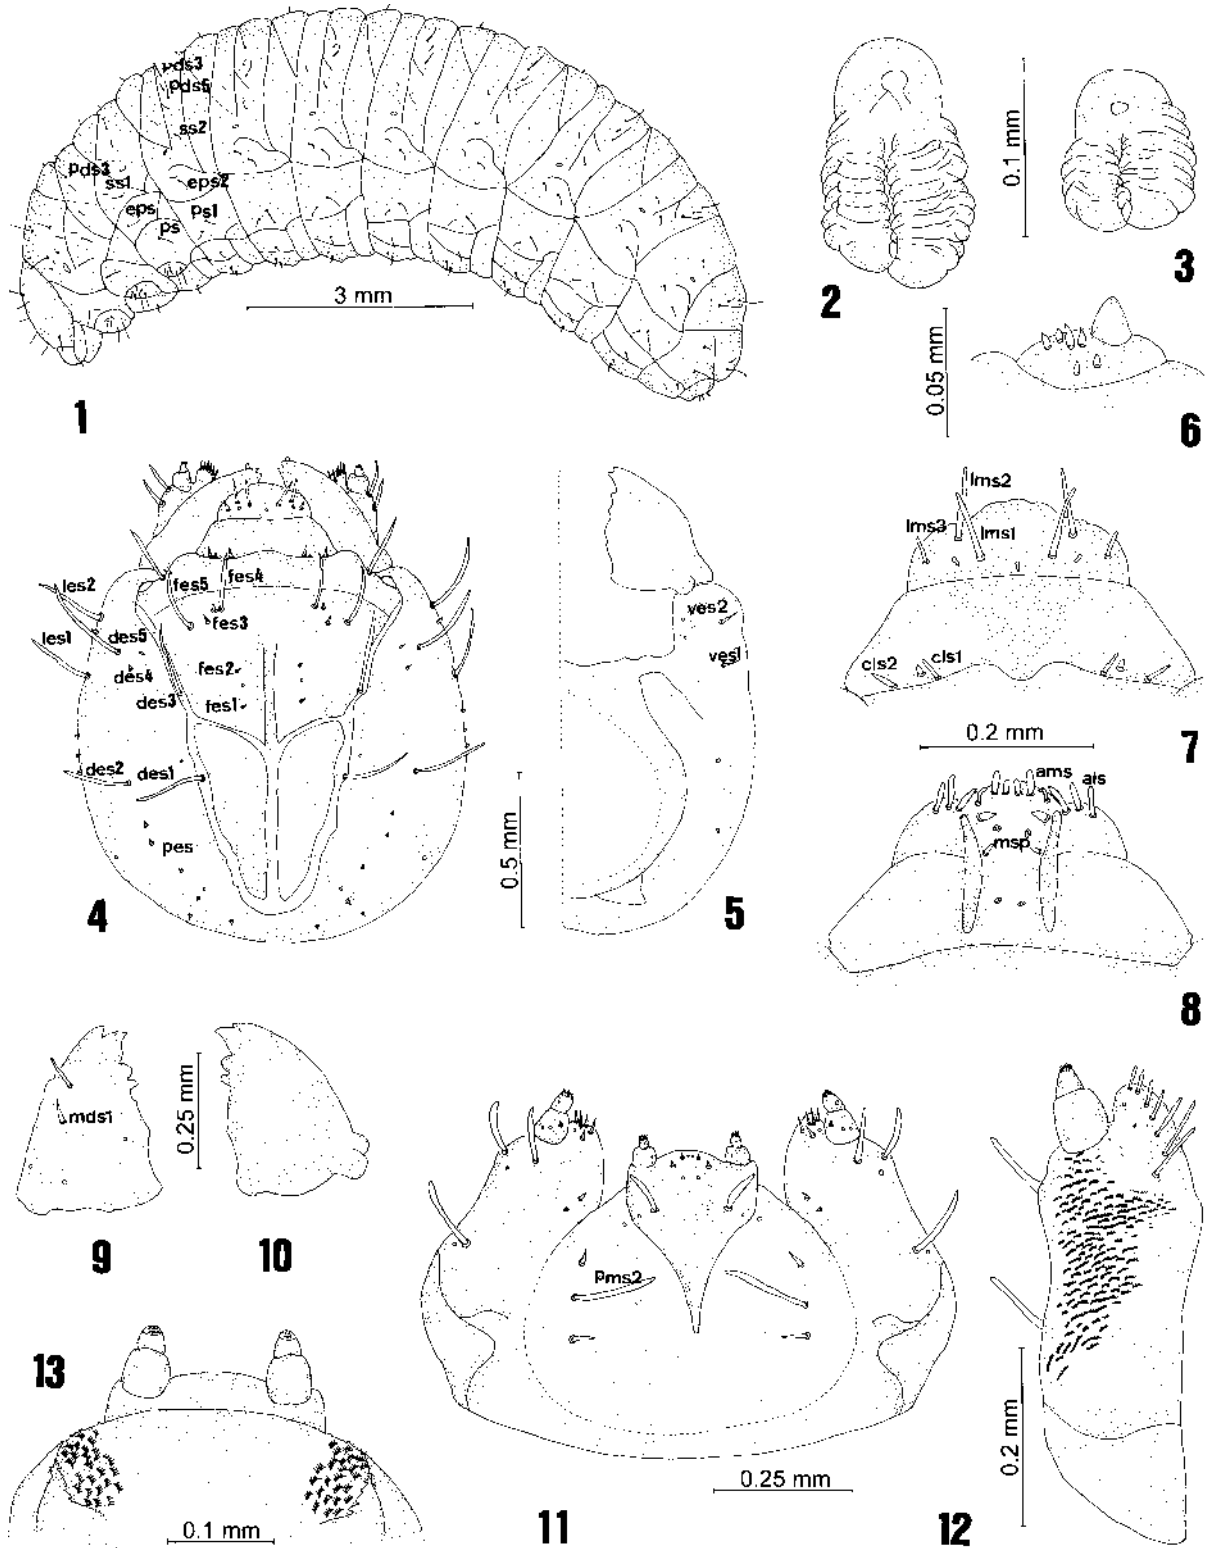 pds3
pds5
ss2
pds3
ss1
eps2
eps
ps1
ps
3 mm
1
2
0.1 mm
3
0.05 mm
6
les2
fes5
fes4
les1
des5
fes3
des4
fes2
des3
fes1
des2
des1
pes
4
ves2
ves1
0.5 mm
5
lms2
lms3
lms1
cls2
cls1
7
0.2 mm
ams
als
msp
8
mds1
9
0.25 mm
10
pms2
0.25 mm
11
0.2 mm
12
13
0.1 mm